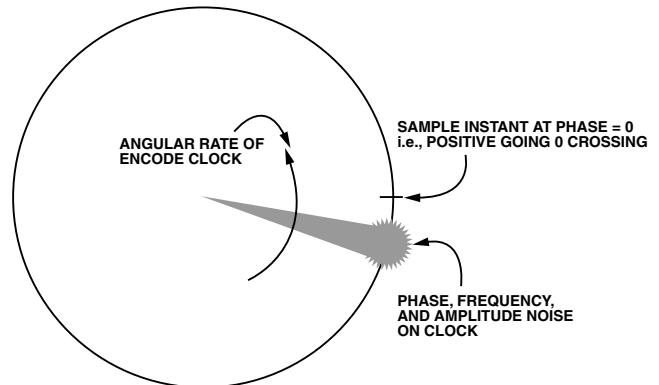 ANGULAR RATE OF
ENCODE CLOCK
SAMPLE INSTANT AT PHASE = 0
i.e., POSITIVE GOING 0 CROSSING
PHASE, FREQUENCY,
AND AMPLITUDE NOISE
ON CLOCK